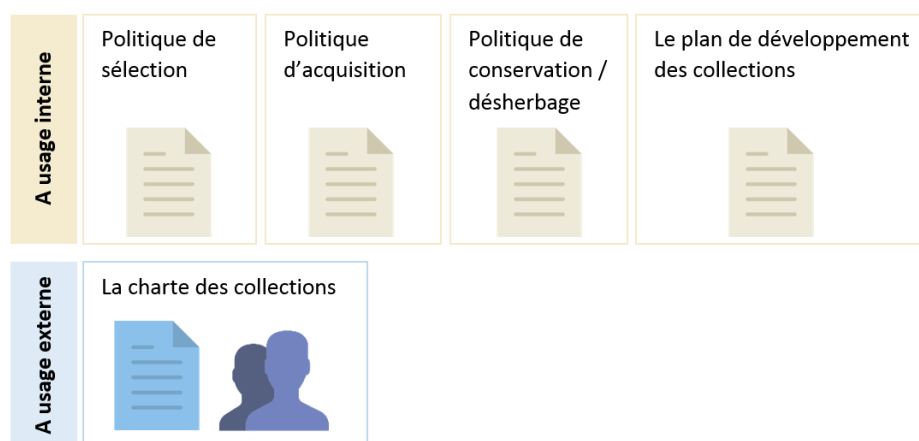 A usage interne
Politique de
sélection
Politique
d’acquisition
Politique de
conservation /
désherbage
Le plan de développement
des collections
A usage externe
La charte des collections